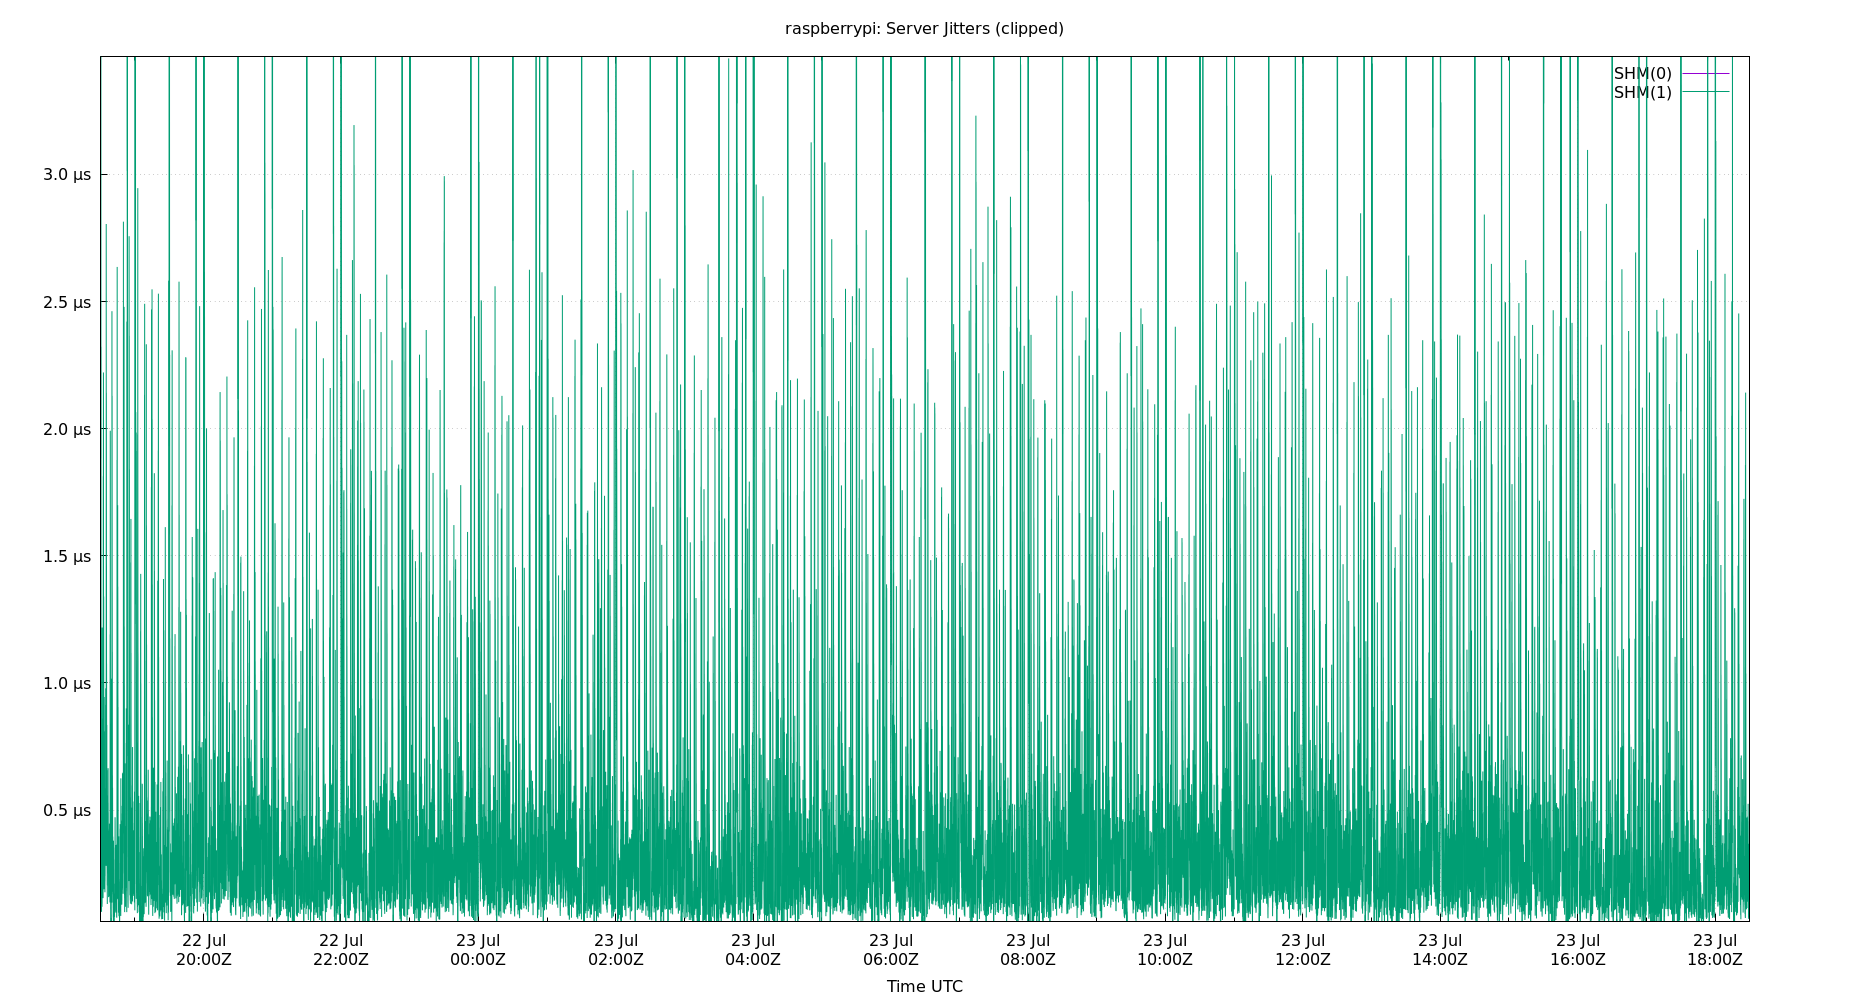 raspberrypi: Server Jitters (clipped)
SHM(0)
SHM(1)
3.0 µs
2.5 µs
2.0 µs
1.5 µs
1.0 µs
0.5 µs
22 Jul 22 Jul 23 Jul 23 Jul 23 Jul 23 Jul 23 Jul 23 Jul 23 Jul 23 Jul 23 Jul 23 Jul
20:00Z 22:00Z 00:00Z 02:00Z 04:00Z 06:00Z 08:00Z 10:00Z 12:00Z 14:00Z 16:00Z 18:00Z
Time UTC